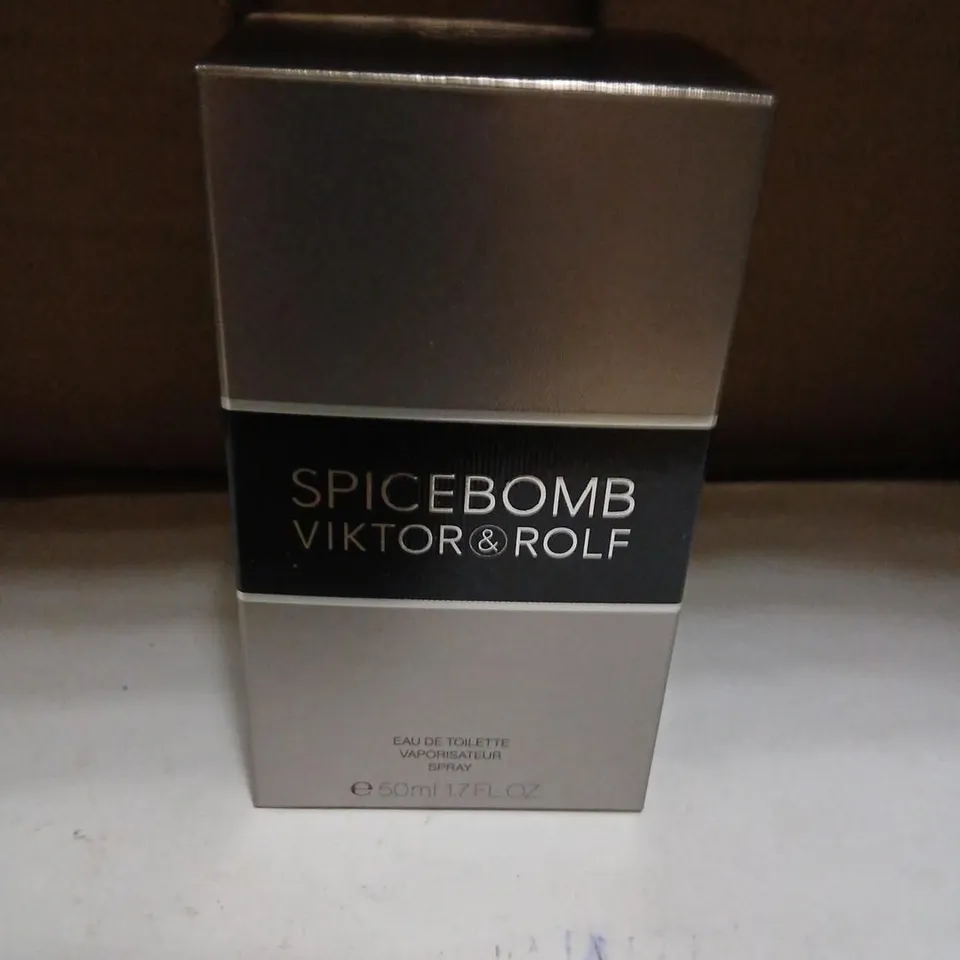 SPICEBOMB
VIKTOR & ROLF
EAU DE TOILETTE
VAPORISATEUR
SPRAY
℮ 50ml 1.7 FL.OZ.